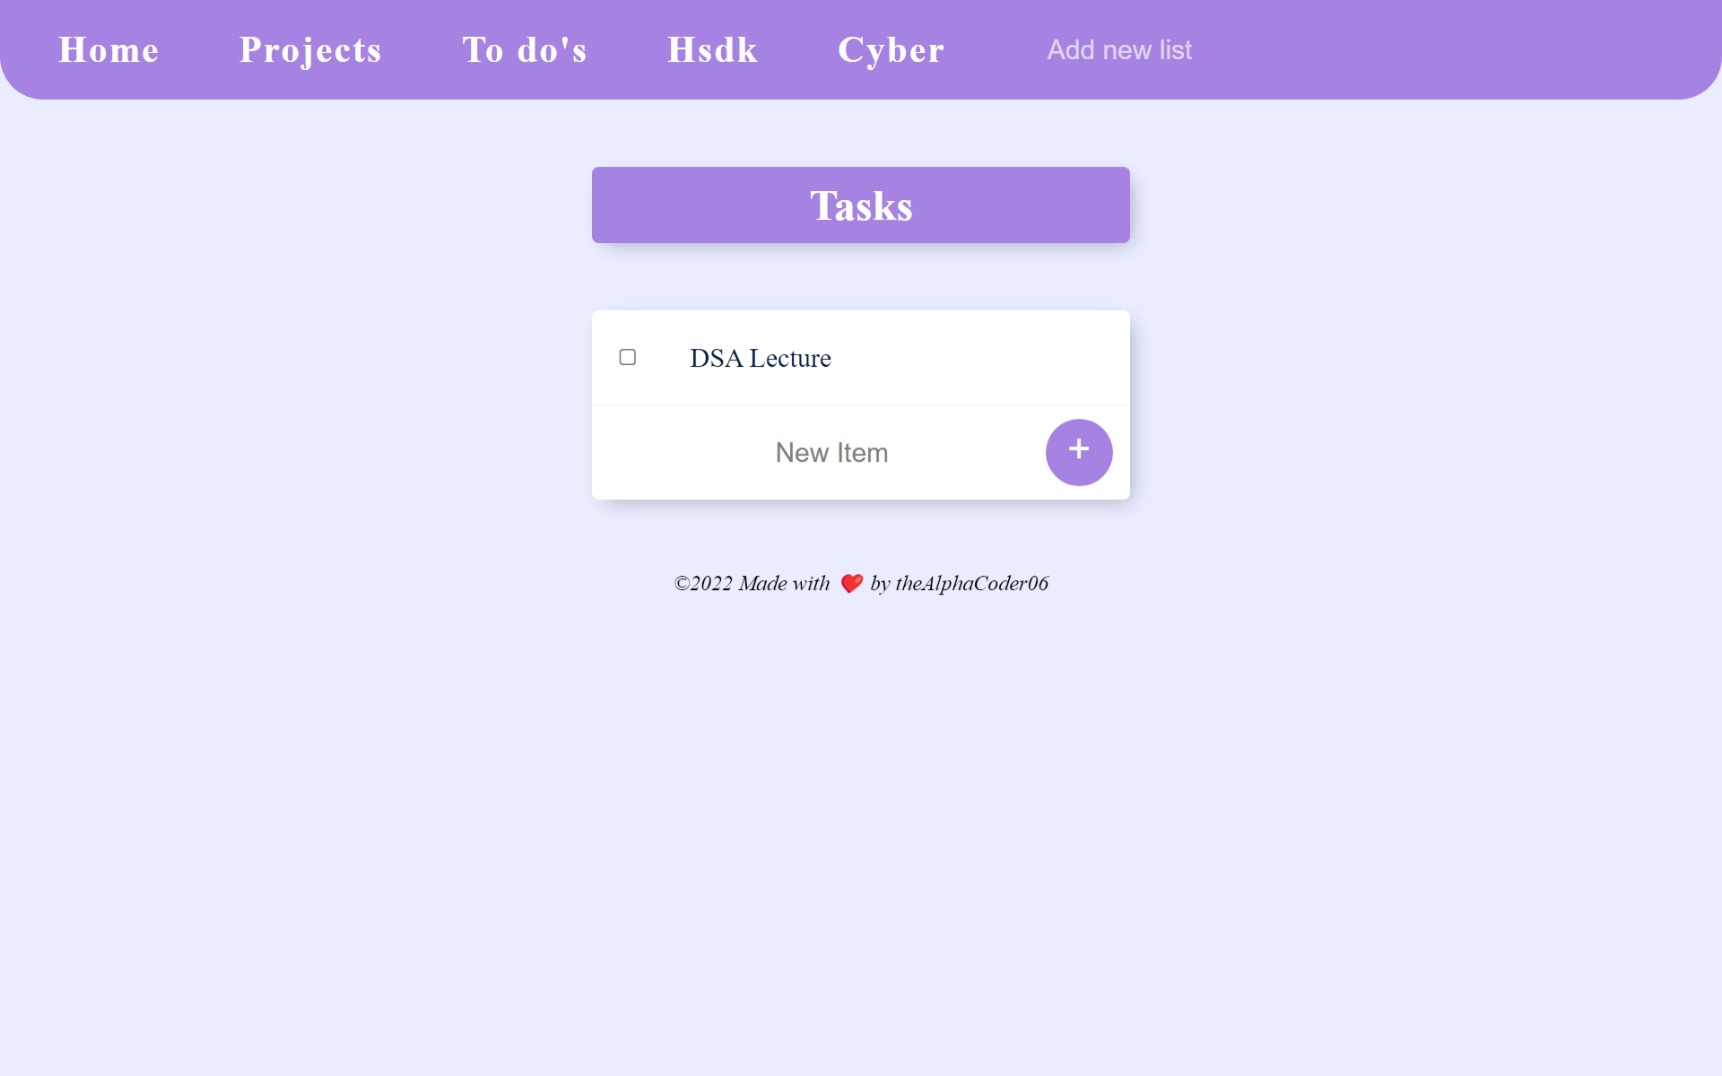 Home Projects To do's Hsdk Cyber Add new list
Tasks
DSA Lecture
New Item +
©2022 Made with ❤️ by theAlphaCoder06